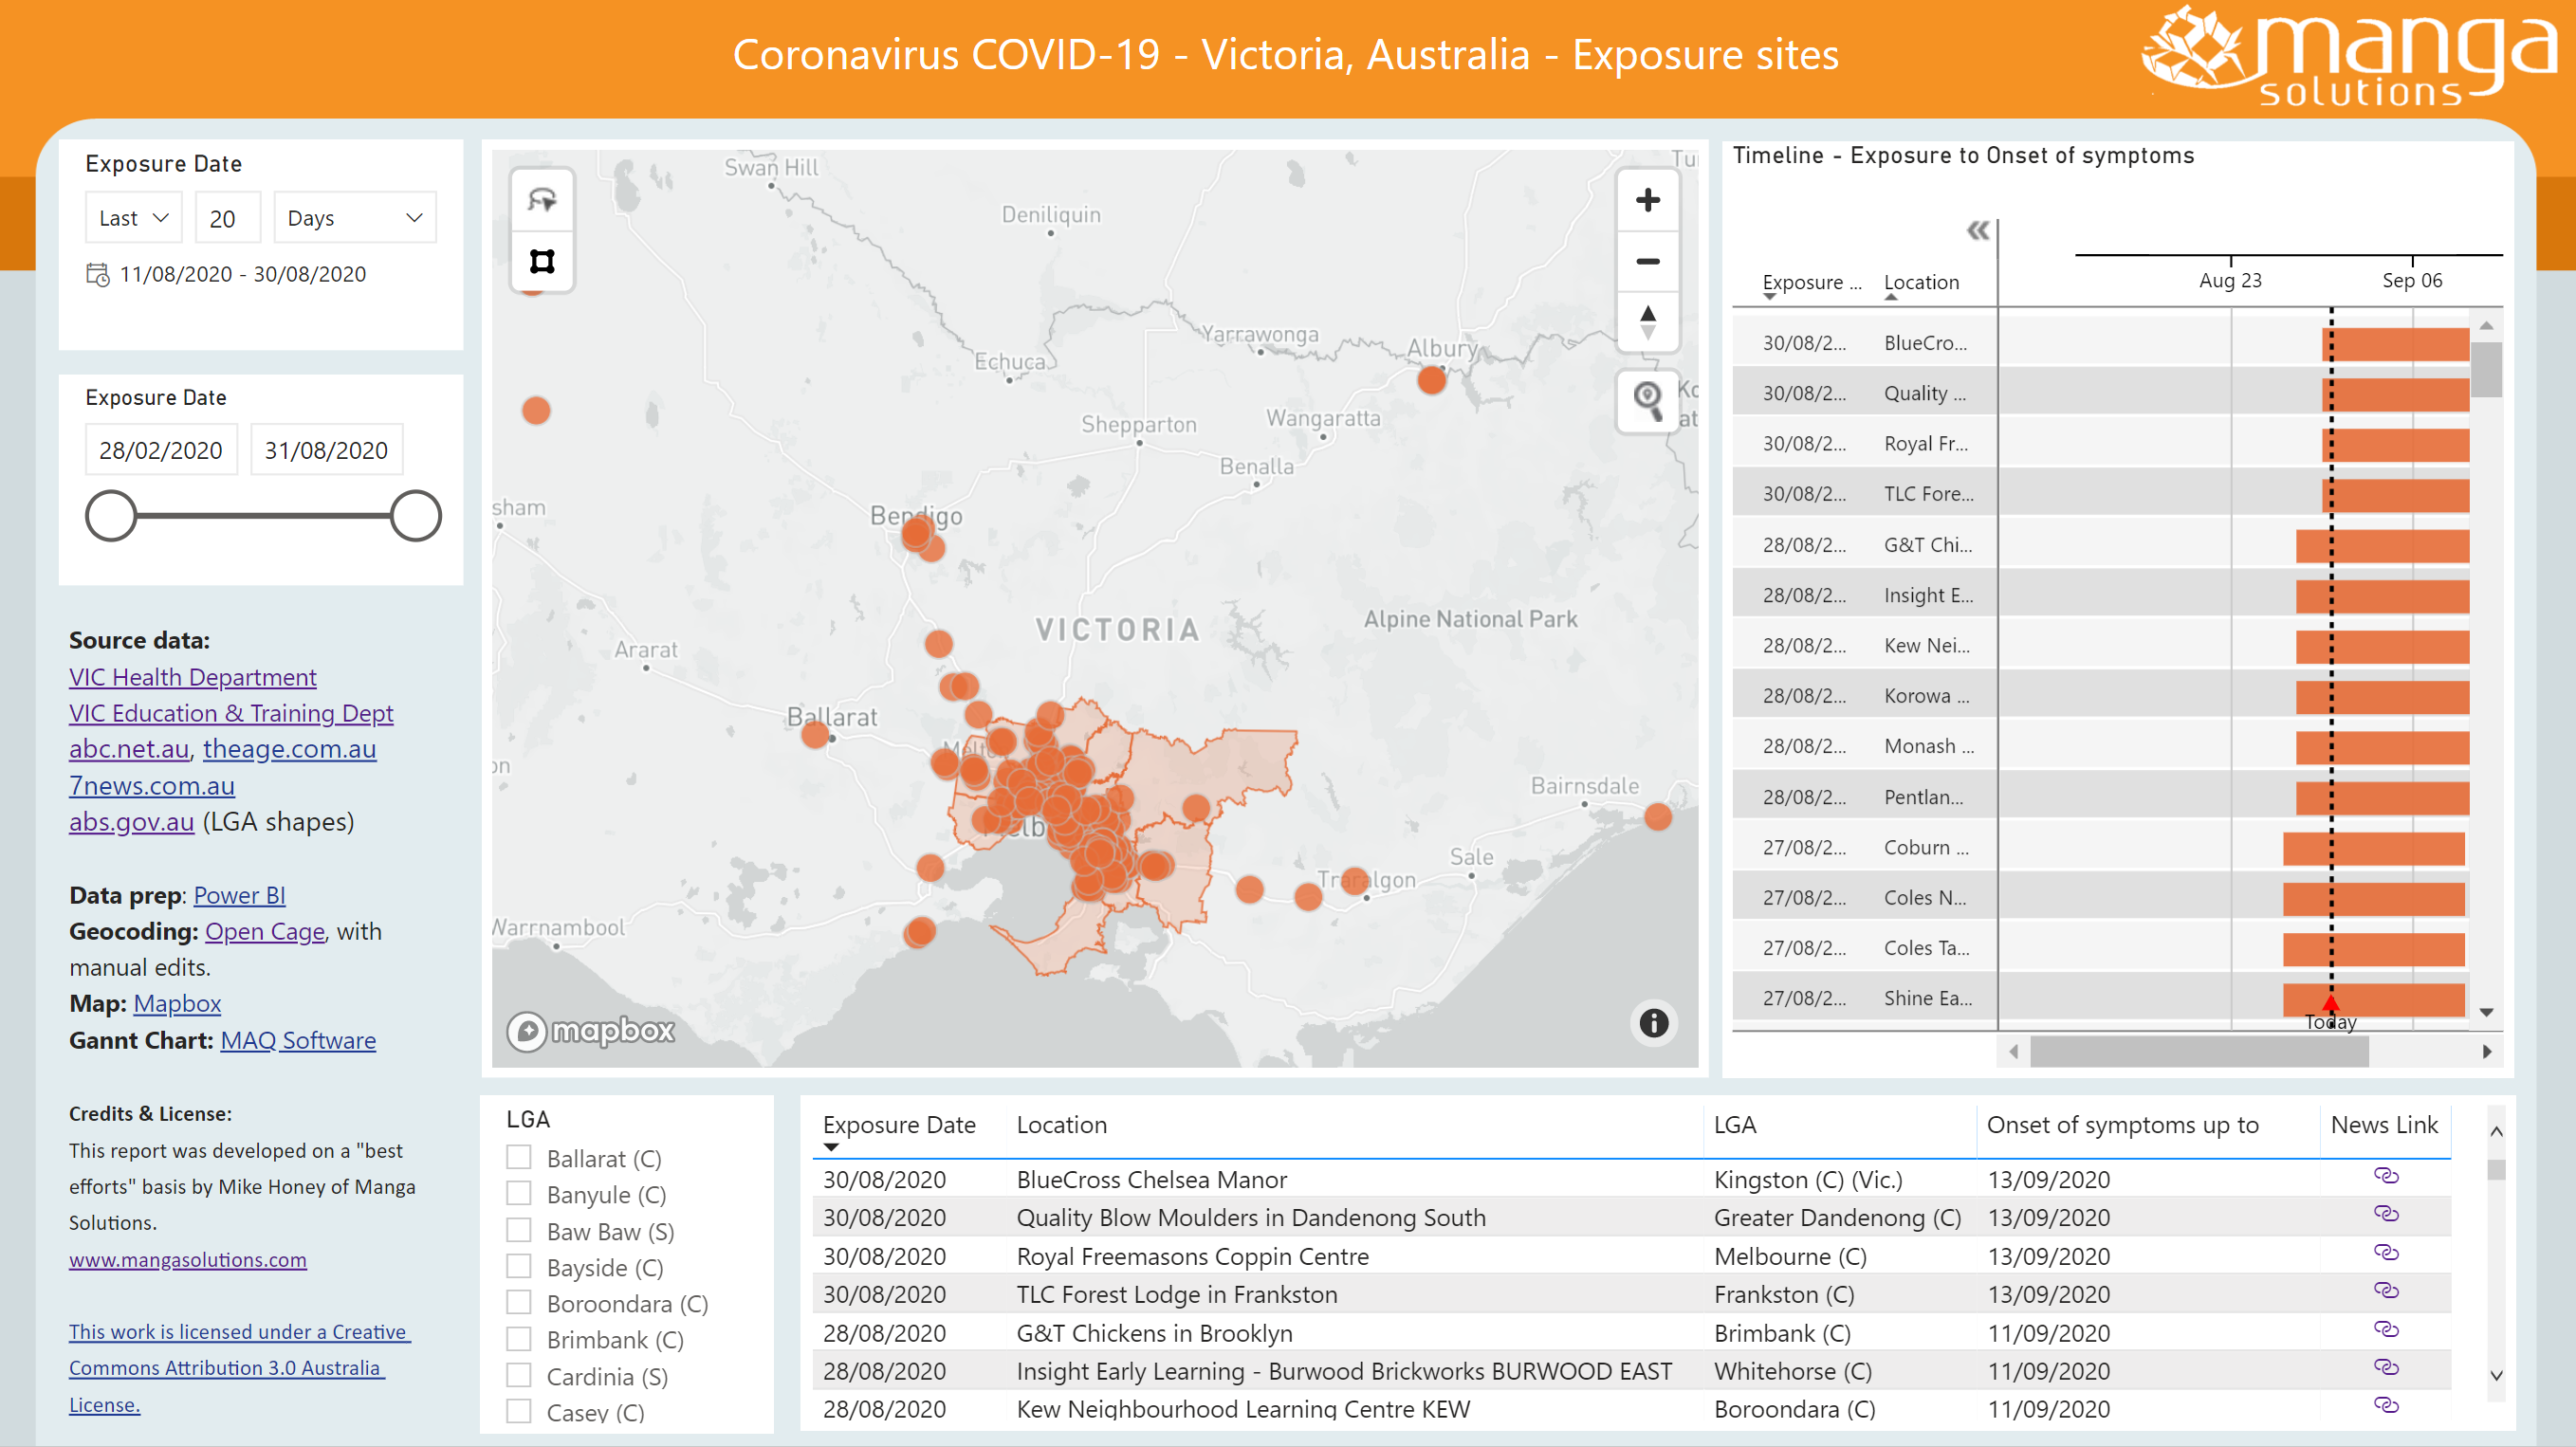 Coronavirus COVID-19 - Victoria, Australia - Exposure sites
manga
solutions
Exposure Date
Last 20 Days
11/08/2020 - 30/08/2020
Exposure Date
28/02/2020 31/08/2020
Source data:
VIC Health Department
VIC Education & Training Dept
abc.net.au, theage.com.au
7news.com.au
abs.gov.au (LGA shapes)
Data prep: Power BI
Geocoding: Open Cage, with
manual edits.
Map: Mapbox
Gannt Chart: MAQ Software
Credits & License:
This report was developed on a "best
efforts" basis by Mike Honey of Manga
Solutions.
www.mangasolutions.com
This work is licensed under a Creative
Commons Attribution 3.0 Australia
License.
Swan Hill
Tu
Deniliquin
Yarrawonga
Albury
Echuca
Ko
at
Shepparton
Wangaratta
Benalla
sham
Bendigo
VICTORIA
Alpine National Park
Ararat
Ballarat
Melt
on
Bairnsdale
elb
Sale
Traralgon
Warrnambool
mapbox
Timeline - Exposure to Onset of symptoms
«
Aug 23 Sep 06
Exposure ... Location
30/08/2... BlueCro...
30/08/2... Quality ...
30/08/2... Royal Fr...
30/08/2... TLC Fore...
28/08/2... G&T Chi...
28/08/2... Insight E...
28/08/2... Kew Nei...
28/08/2... Korowa ...
28/08/2... Monash ...
28/08/2... Pentlan...
27/08/2... Coburn ...
27/08/2... Coles N...
27/08/2... Coles Ta...
27/08/2... Shine Ea...
Today
LGA
Ballarat (C)
Banyule (C)
Baw Baw (S)
Bayside (C)
Boroondara (C)
Brimbank (C)
Cardinia (S)
Casey (C)
Exposure Date Location LGA Onset of symptoms up to News Link
30/08/2020 BlueCross Chelsea Manor Kingston (C) (Vic.) 13/09/2020
30/08/2020 Quality Blow Moulders in Dandenong South Greater Dandenong (C) 13/09/2020
30/08/2020 Royal Freemasons Coppin Centre Melbourne (C) 13/09/2020
30/08/2020 TLC Forest Lodge in Frankston Frankston (C) 13/09/2020
28/08/2020 G&T Chickens in Brooklyn Brimbank (C) 11/09/2020
28/08/2020 Insight Early Learning - Burwood Brickworks BURWOOD EAST Whitehorse (C) 11/09/2020
28/08/2020 Kew Neighbourhood Learning Centre KEW Boroondara (C) 11/09/2020